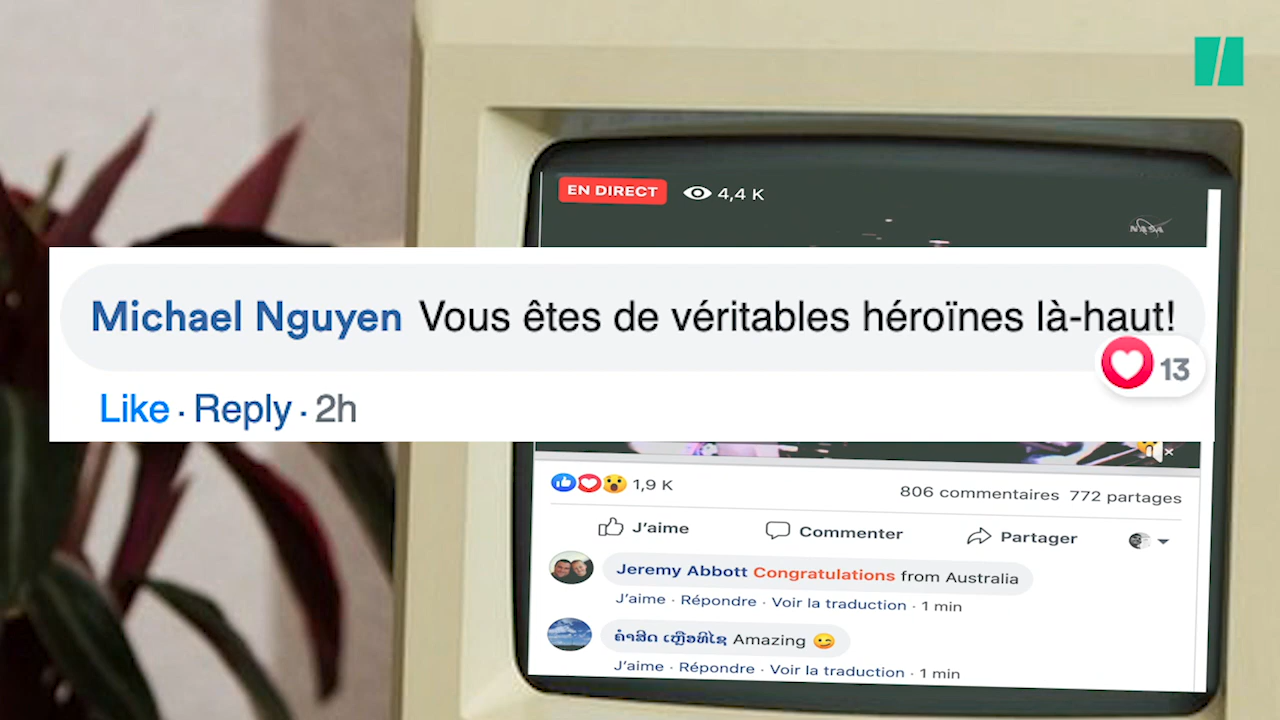 EN DIRECT 4,4 K
NASA
Michael Nguyen Vous êtes de véritables héroïnes là-haut!
13
Like · Reply · 2h
1,9 K 806 commentaires 772 partages
J'aime Commenter Partager
Jeremy Abbott Congratulations from Australia
J'aime · Répondre · Voir la traduction · 1 min
Amazing
J'aime · Répondre · Voir la traduction · 1 min